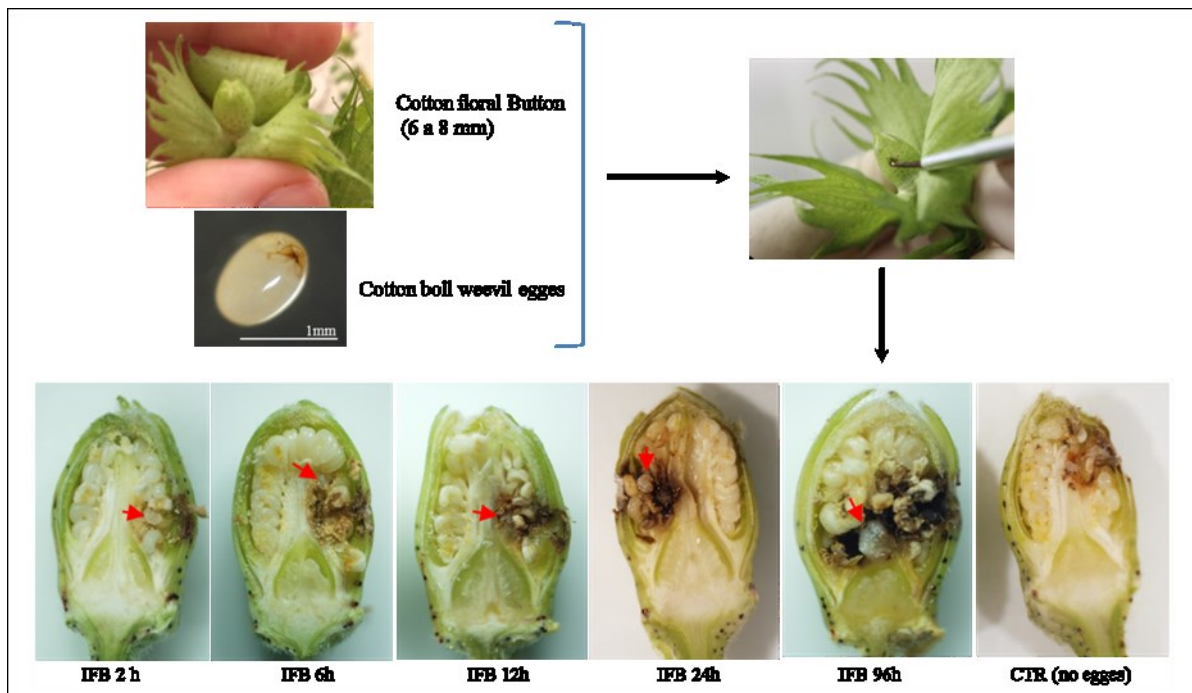 Cotton floral Button
(6 a 8 mm)
1mm
Cotton boll weevil egges
IFB 2 h
IFB 6h
IFB 12h
IFB 24h
IFB 96h
CTR (no egges)